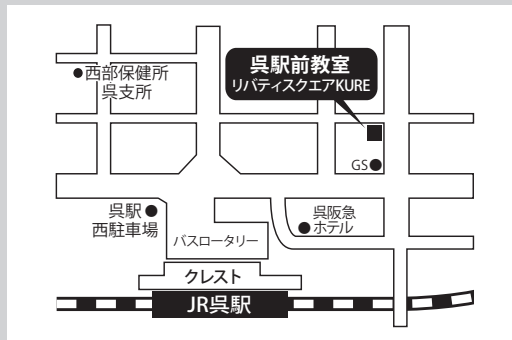 西部保健所
呉支所
呉駅前教室
リバティスクエアKURE
GS
呉駅
西駐車場
バスロータリー
呉阪急
ホテル
クレスト
JR呉駅